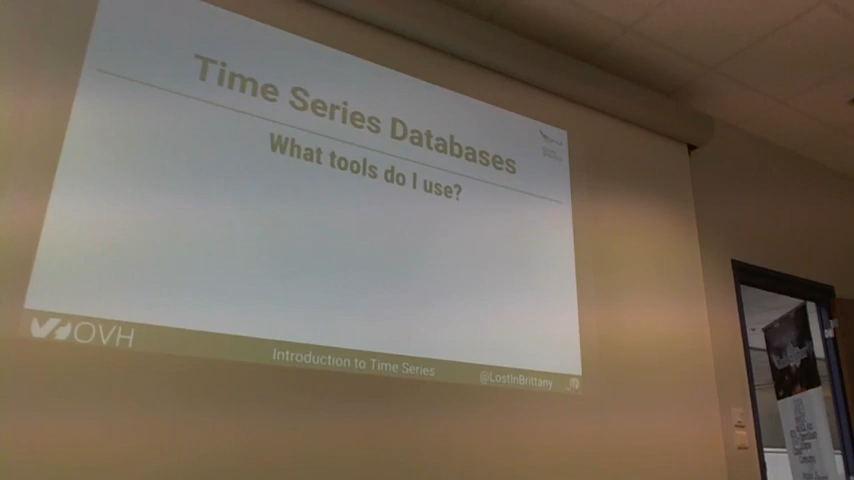 Time Series Databases
What tools do I use?
OVH
Introduction to Time Series
@LostInBrittany